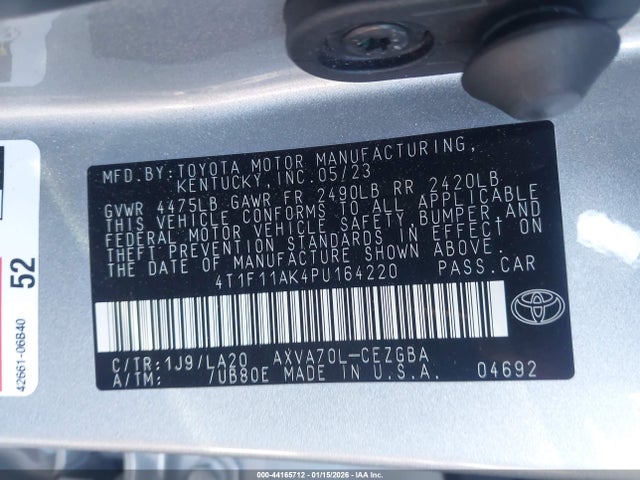 MFD.BY:TOYOTA MOTOR MANUFACTURING,
KENTUCKY, INC.05/23
GVWR 4475LB GAWR FR 2490LB RR 2420LB
THIS VEHICLE CONFORMS TO ALL APPLICABLE
FEDERAL MOTOR VEHICLE SAFETY BUMPER AND
THEFT PREVENTION STANDARDS IN EFFECT ON
THE DATE OF MANUFACTURE SHOWN ABOVE.
4T1F11AK4PU164220 PASS.CAR
C/TR:1J9/LA20 AXVA70L-CEZGBA
A/TM: 7UB80E MADE IN U.S.A. 04692
52
42661-06B40
000-44165712 | 01/15/2026 - IAA Inc.